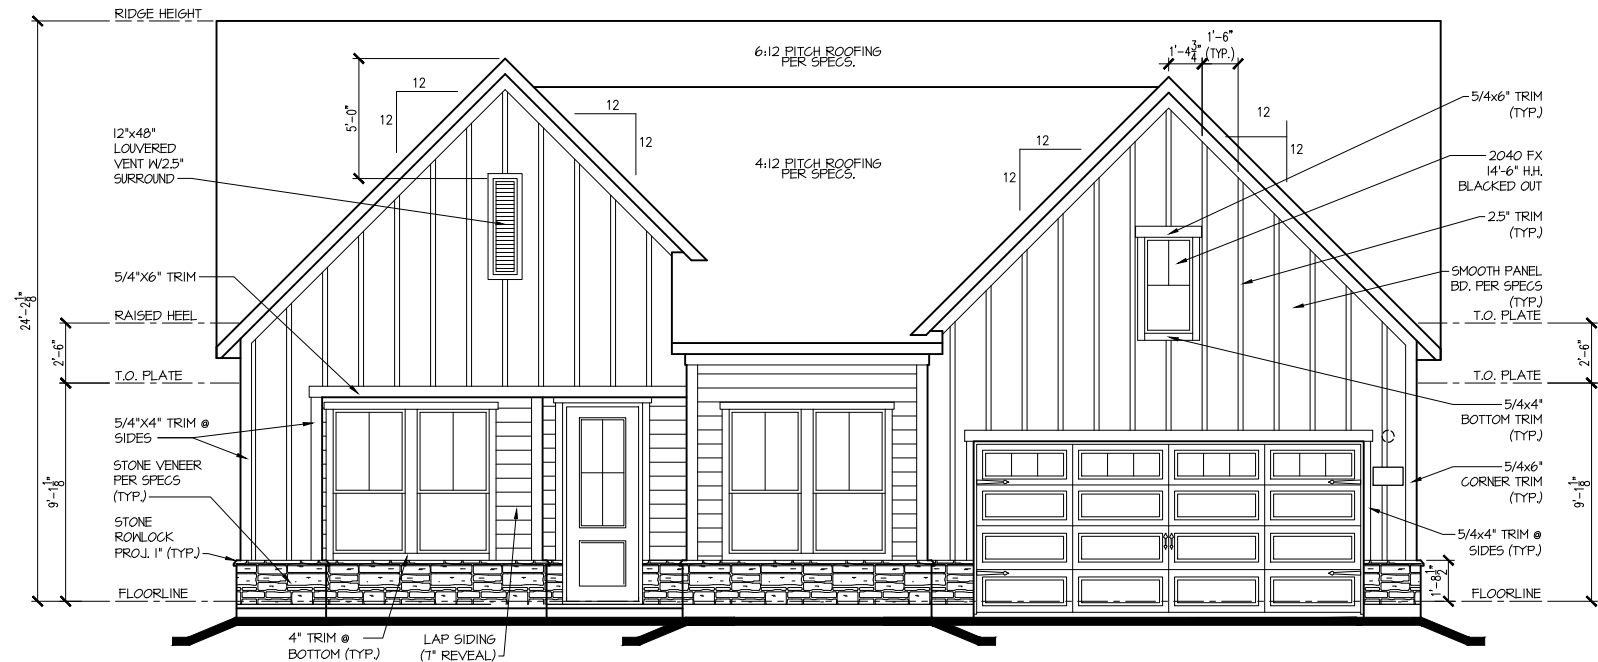 RIDGE HEIGHT
24'-2 1/8"
12"x48"
LOUVERED
VENT W/2.5"
SURROUND
5/4"X6" TRIM
RAISED HEEL
2'-6"
T.O. PLATE
5/4"X4" TRIM @
SIDES
STONE VENEER
PER SPECS
(TYP.)
9'-1 1/8"
STONE
ROWLOCK
PROJ. 1" (TYP.)
FLOORLINE
5'-0"
12
12
12
12
6:12 PITCH ROOFING
PER SPECS.
4:12 PITCH ROOFING
PER SPECS.
12
12
1'-4 3/4"
1'-6"
(TYP.)
12
12
5/4x6" TRIM
(TYP.)
2040 FX
14'-6" H.H.
BLACKED OUT
2.5" TRIM
(TYP.)
SMOOTH PANEL
BD. PER SPECS
(TYP.)
T.O. PLATE
2'-6"
T.O. PLATE
5/4x4"
BOTTOM TRIM
(TYP.)
5/4x6"
CORNER TRIM
(TYP.)
9'-1 1/8"
5/4x4" TRIM @
SIDES (TYP.)
1'-8 1/2"
FLOORLINE
4" TRIM @
BOTTOM (TYP.)
LAP SIDING
(7" REVEAL)